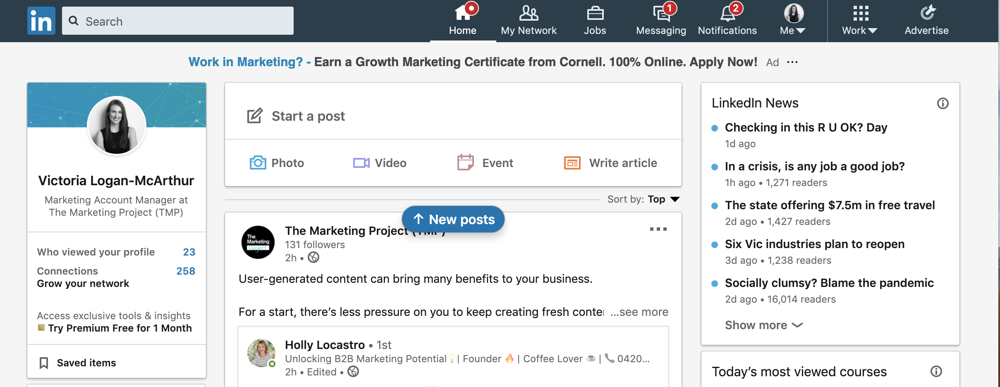 in
Search
Home
My Network
Jobs
1
Messaging
2
Notifications
Me
Work
Advertise
Work in Marketing? - Earn a Growth Marketing Certificate from Cornell. 100% Online. Apply Now! Ad ...
Victoria Logan-McArthur
Marketing Account Manager at
The Marketing Project (TMP)
Who viewed your profile 23
Connections 258
Grow your network
Access exclusive tools & insights
Try Premium Free for 1 Month
Saved items
Start a post
Photo
Video
Event
Write article
Sort by: Top
↑ New posts
The
Marketing
Project
The Marketing Project (TMP)
131 followers
2h •
User-generated content can bring many benefits to your business.
For a start, there’s less pressure on you to keep creating fresh ...see more
Holly Locastro • 1st
Unlocking B2B Marketing Potential💡| Founder 🔥 | Coffee Lover ☕ | 📞 0420...
2h • Edited •
LinkedIn News
Checking in this R U OK? Day
1d ago
In a crisis, is any job a good job?
1h ago • 1,271 readers
The state offering $7.5m in free travel
2d ago • 1,427 readers
Six Vic industries plan to reopen
3d ago • 1,238 readers
Socially clumsy? Blame the pandemic
2d ago • 16,014 readers
Show more
Today’s most viewed courses